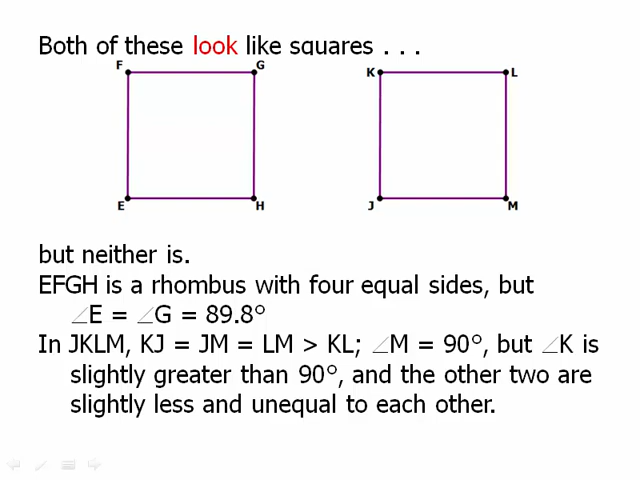 Both of these look like squares . . .
F G K L
E H J M
but neither is.
EFGH is a rhombus with four equal sides, but
∠E = ∠G = 89.8°
In JKLM, KJ = JM = LM > KL; ∠M = 90°, but ∠K is
slightly greater than 90°, and the other two are
slightly less and unequal to each other.